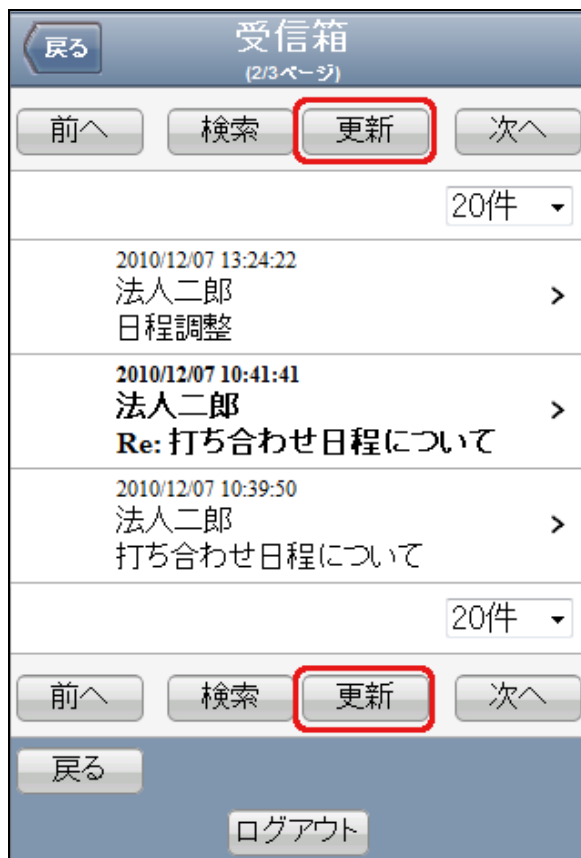 戻る
受信箱
(2/3ページ)
前へ 検索 更新 次へ
20件
2010/12/07 13:24:22
法人二郎
日程調整
>
2010/12/07 10:41:41
法人二郎
Re: 打ち合わせ日程について
>
2010/12/07 10:39:50
法人二郎
打ち合わせ日程について
>
20件
前へ 検索 更新 次へ
戻る
ログアウト